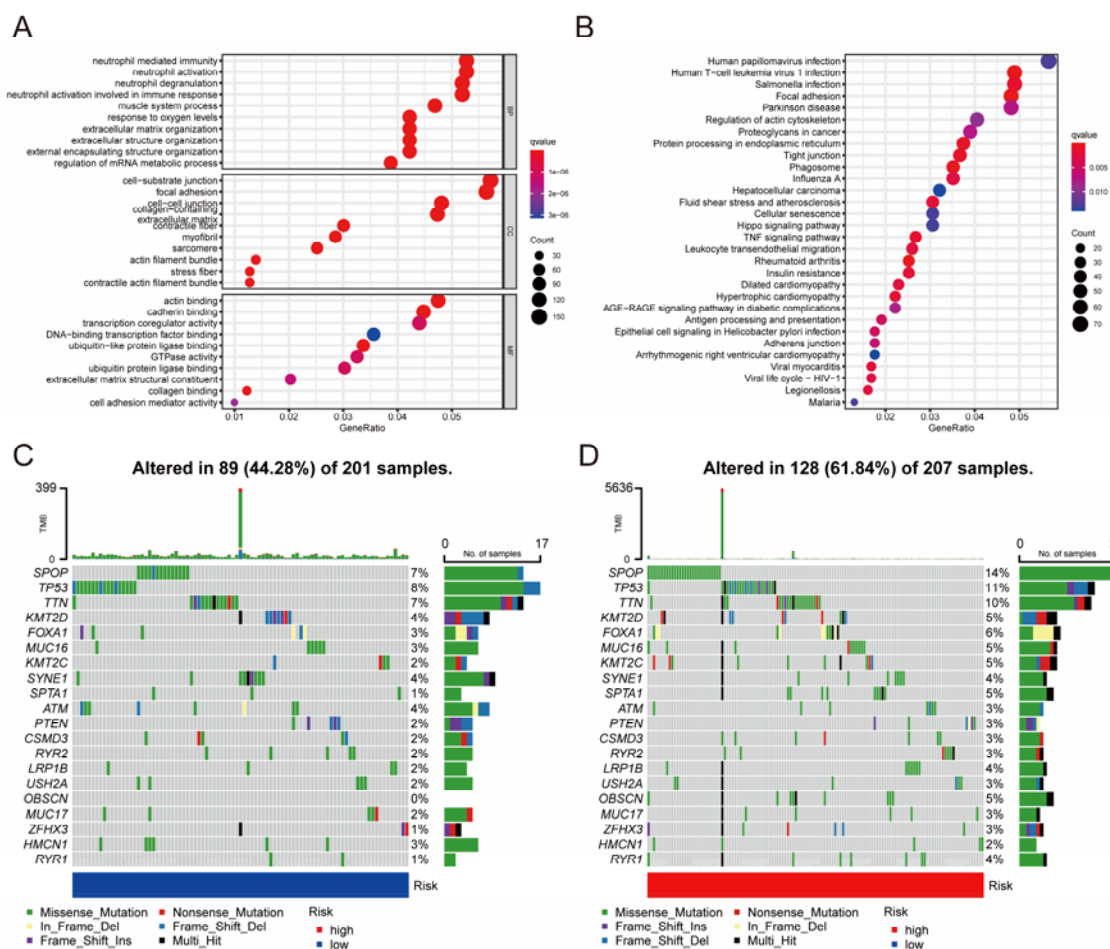 A
neutrophil mediated immunity
neutrophil activation
neutrophil degranulation
neutrophil activation involved in immune response
muscle system process
response to oxygen levels
extracellular matrix organization
extracellular structure organization
external encapsulating structure organization
regulation of mRNA metabolic process
BP
cell-substrate junction
focal adhesion
cell-cell junction
collagen-containing
extracellular matrix
contractile fiber
myofibril
sarcomere
actin filament bundle
stress fiber
contractile actin filament bundle
CC
actin binding
cadherin binding
transcription coregulator activity
DNA-binding transcription factor binding
ubiquitin-like protein ligase binding
GTPase activity
ubiquitin protein ligase binding
extracellular matrix structural constituent
collagen binding
cell adhesion mediator activity
MF
0.01 0.02 0.03 0.04 0.05
GeneRatio
qvalue
1e-06
2e-06
3e-06
Count
30
60
90
120
150
B
Human papillomavirus infection
Human T-cell leukemia virus 1 infection
Salmonella infection
Focal adhesion
Parkinson disease
Regulation of actin cytoskeleton
Proteoglycans in cancer
Protein processing in endoplasmic reticulum
Tight junction
Phagosome
Influenza A
Hepatocellular carcinoma
Fluid shear stress and atherosclerosis
Cellular senescence
Hippo signaling pathway
TNF signaling pathway
Leukocyte transendothelial migration
Rheumatoid arthritis
Insulin resistance
Dilated cardiomyopathy
Hypertrophic cardiomyopathy
AGE-RAGE signaling pathway in diabetic complications
Antigen processing and presentation
Epithelial cell signaling in Helicobacter pylori infection
Adherens junction
Arrhythmogenic right ventricular cardiomyopathy
Viral myocarditis
Viral life cycle - HIV-1
Legionellosis
Malaria
0.02 0.03 0.04 0.05
GeneRatio
qvalue
0.005
0.010
Count
20
30
40
50
60
70
C
Altered in 89 (44.28%) of 201 samples.
399
TMB
0
0 17
No. of samples
SPOP 7%
TP53 8%
TTN 7%
KMT2D 4%
FOXA1 3%
MUC16 3%
KMT2C 2%
SYNE1 4%
SPTA1 1%
ATM 4%
PTEN 2%
CSMD3 2%
RYR2 2%
LRP1B 2%
USH2A 2%
OBSCN 0%
MUC17 2%
ZFHX3 1%
HMCN1 3%
RYR1 1%
Risk
Missense_Mutation Nonsense_Mutation Risk
In_Frame_Del Frame_Shift_Del high
Frame_Shift_Ins Multi_Hit low
D
Altered in 128 (61.84%) of 207 samples.
5636
TMB
0
0
No. of samples
SPOP 14%
TP53 11%
TTN 10%
KMT2D 5%
FOXA1 6%
MUC16 5%
KMT2C 5%
SYNE1 4%
SPTA1 5%
ATM 3%
PTEN 3%
CSMD3 3%
RYR2 3%
LRP1B 4%
USH2A 3%
OBSCN 5%
MUC17 3%
ZFHX3 3%
HMCN1 2%
RYR1 4%
Risk
Missense_Mutation Nonsense_Mutation Risk
Frame_Shift_Ins In_Frame_Del high
Frame_Shift_Del Multi_Hit low